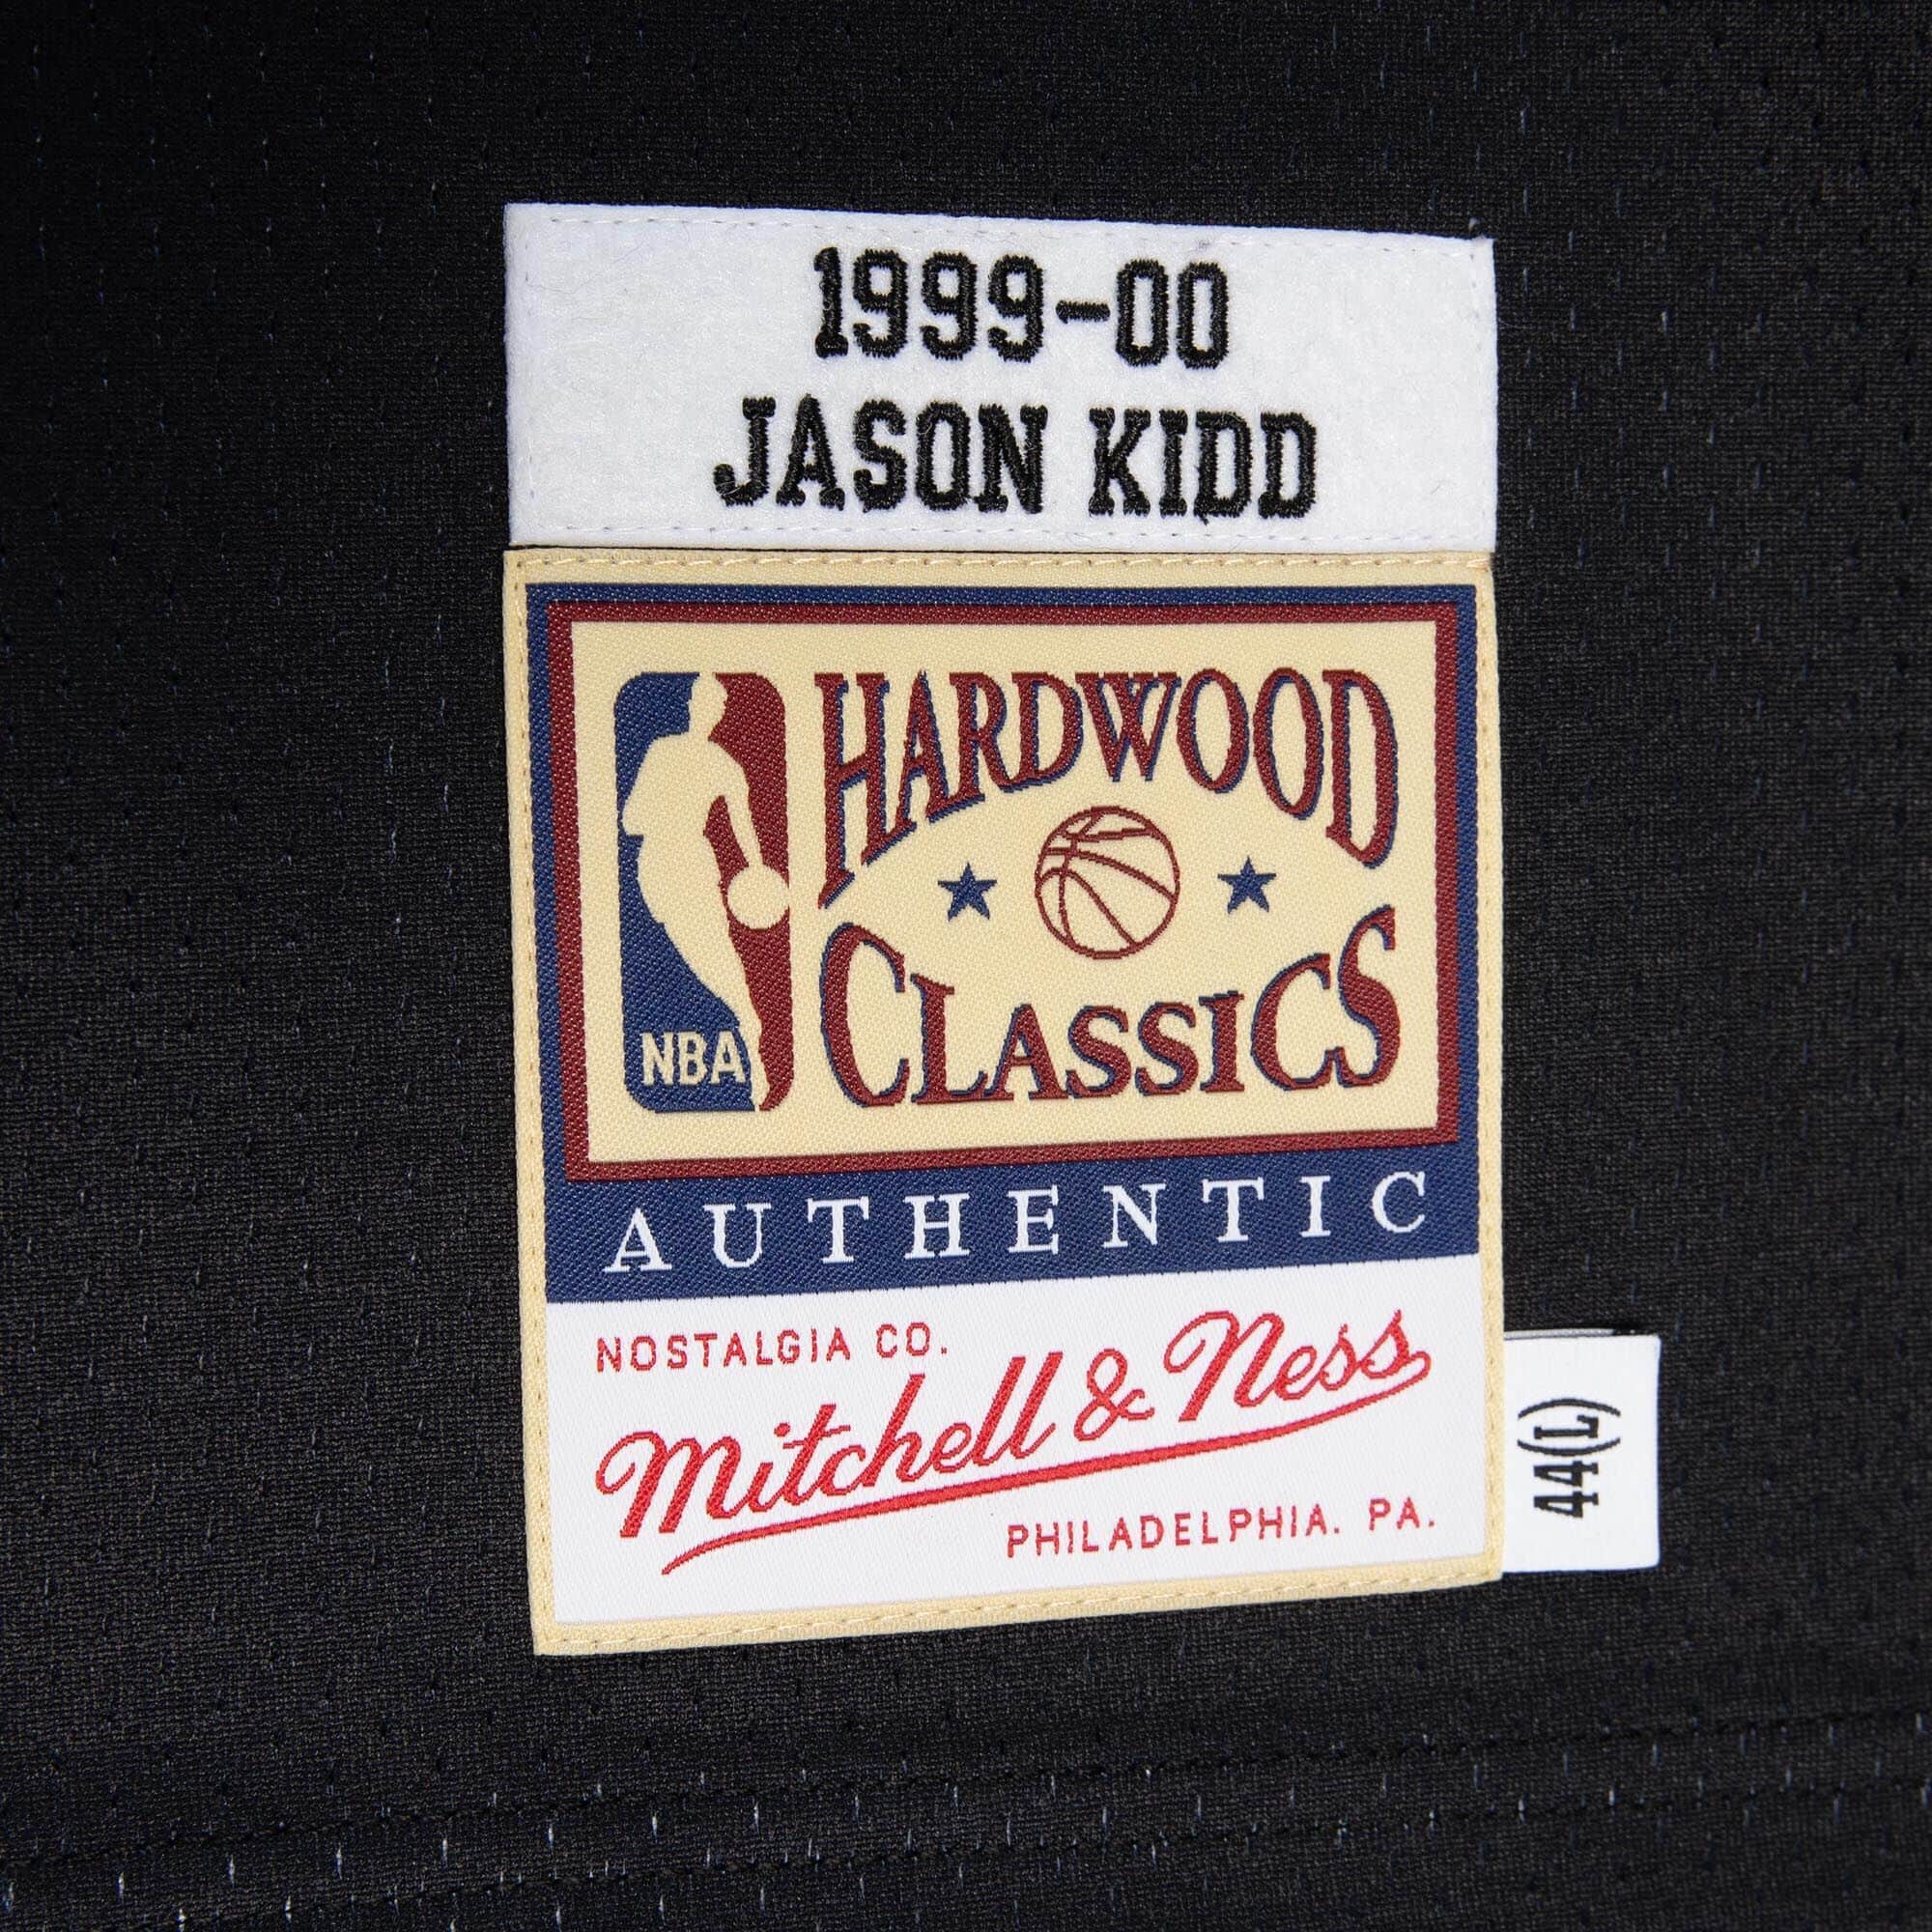 1999-00
JASON KIDD
HARDWOOD
CLASSICS
NBA
AUTHENTIC
NOSTALGIA CO.
Mitchell & Ness
PHILADELPHIA. PA.
44(L)